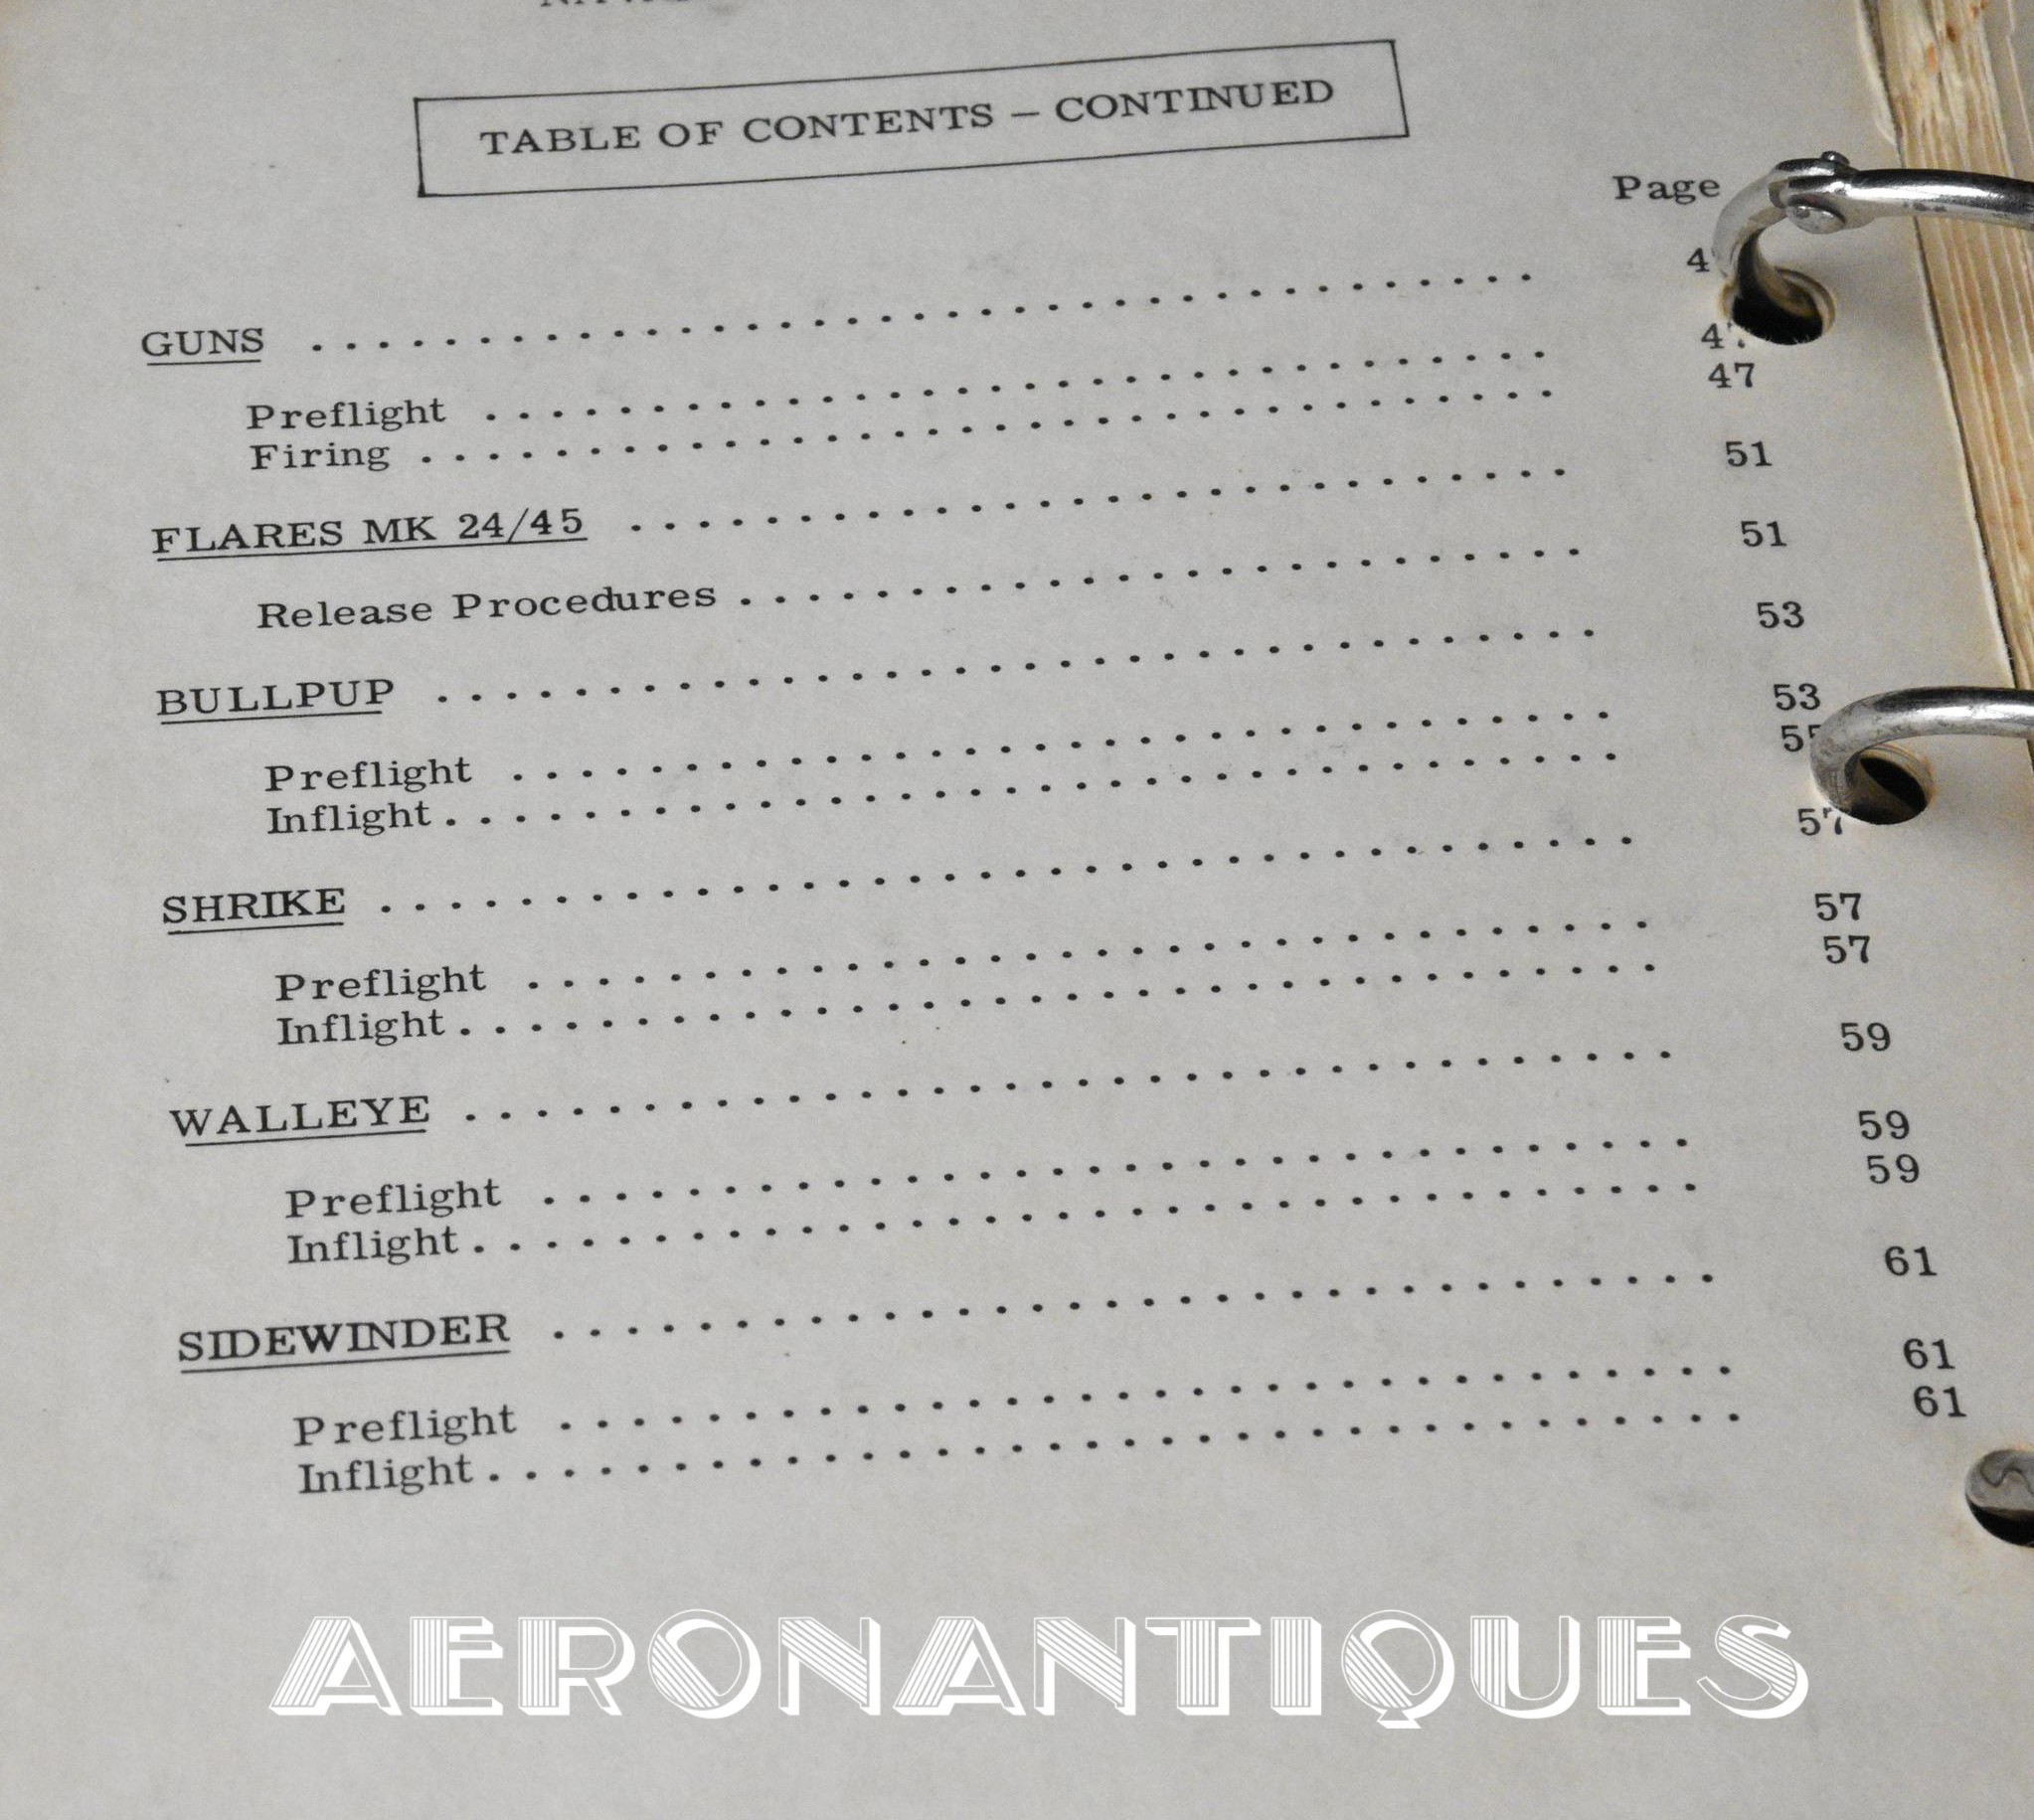 TABLE OF CONTENTS – CONTINUED
Page
GUNS . . . . . . . . . . . . . . . . . . . . . . . . . . . . . . . . . . . .
Preflight . . . . . . . . . . . . . . . . . . . . . . . . . . . . . . . .
Firing . . . . . . . . . . . . . . . . . . . . . . . . . . . . . . . . . . 47
FLARES MK 24/45 . . . . . . . . . . . . . . . . . . . . . . . . . . . . 51
Release Procedures . . . . . . . . . . . . . . . . . . . . . . . . . 51
BULLPUP . . . . . . . . . . . . . . . . . . . . . . . . . . . . . . . . . . 53
Preflight . . . . . . . . . . . . . . . . . . . . . . . . . . . . . . . . 53
Inflight . . . . . . . . . . . . . . . . . . . . . . . . . . . . . . . . . . 55
SHRIKE . . . . . . . . . . . . . . . . . . . . . . . . . . . . . . . . . . . . 57
Preflight . . . . . . . . . . . . . . . . . . . . . . . . . . . . . . . . 57
Inflight . . . . . . . . . . . . . . . . . . . . . . . . . . . . . . . . . . 57
WALLEYE . . . . . . . . . . . . . . . . . . . . . . . . . . . . . . . . . . 59
Preflight . . . . . . . . . . . . . . . . . . . . . . . . . . . . . . . . 59
Inflight . . . . . . . . . . . . . . . . . . . . . . . . . . . . . . . . . . 59
SIDEWINDER . . . . . . . . . . . . . . . . . . . . . . . . . . . . . . . . 61
Preflight . . . . . . . . . . . . . . . . . . . . . . . . . . . . . . . . 61
Inflight . . . . . . . . . . . . . . . . . . . . . . . . . . . . . . . . . . 61
AERONANTIQUES